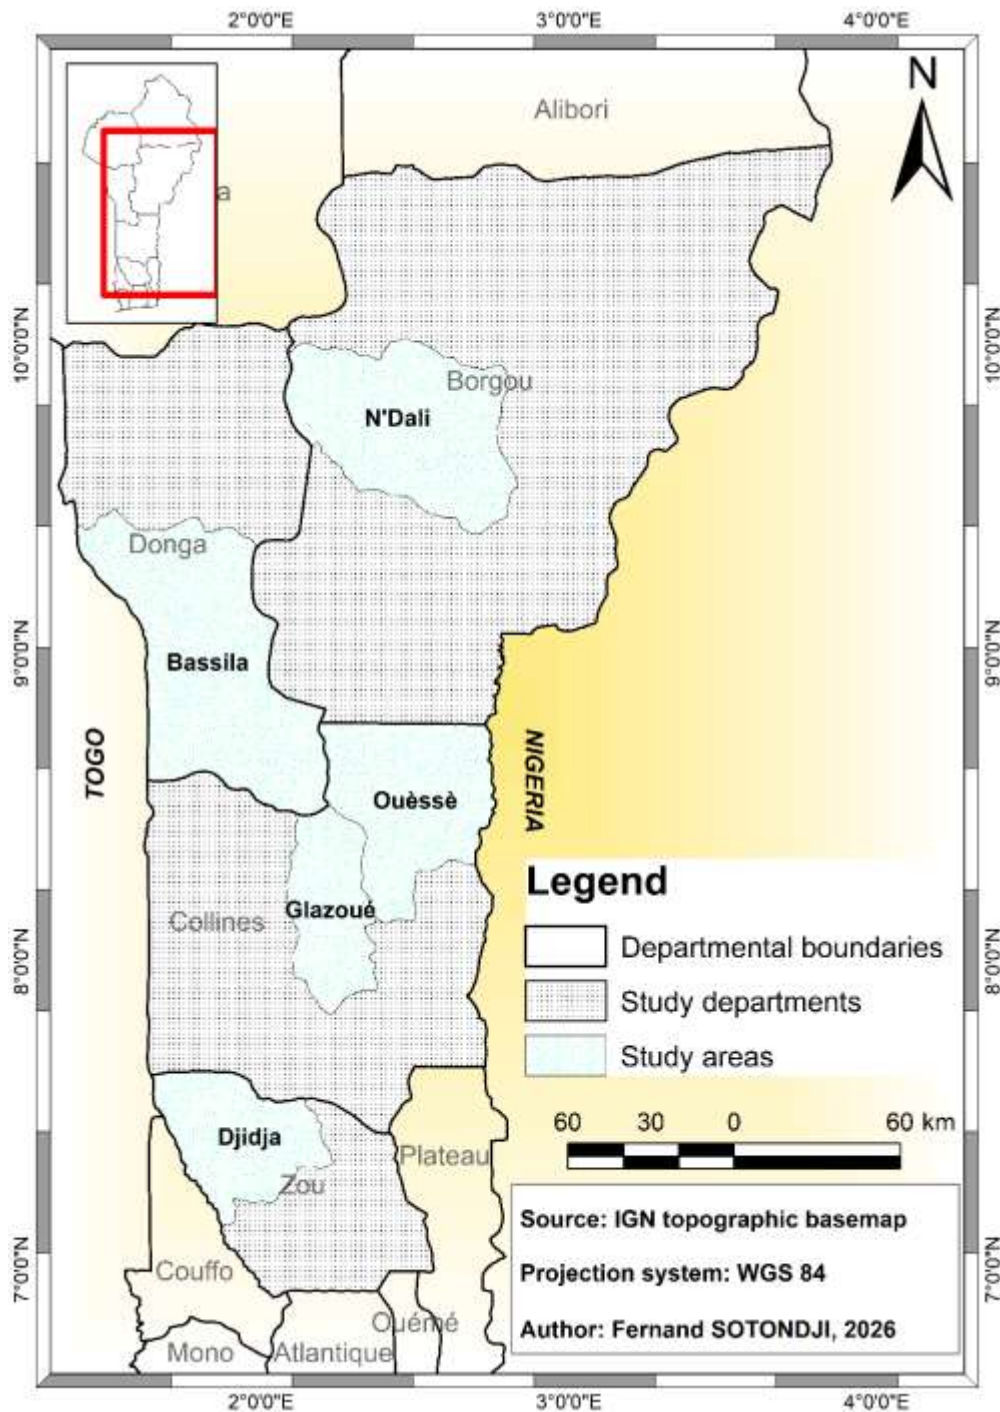 2°0'0"E 3°0'0"E 4°0'0"E
N
Alibori
a
10°0'0"N 10°0'0"N
Borgou
N'Dali
Donga
9°0'0"N 9°0'0"N
Bassila
TOGO
NIGERIA
Ouèssè
Legend
Glazoué
Collines
Departmental boundaries
8°0'0"N 8°0'0"N
Study departments
Study areas
60 30 0 60 km
Djidja
Plateau
Zou
Source: IGN topographic basemap
7°0'0"N 7°0'0"N
Couffo
Projection system: WGS 84
Ouémé
Author: Fernand SOTONDJI, 2026
Mono
Atlantique
2°0'0"E 3°0'0"E 4°0'0"E